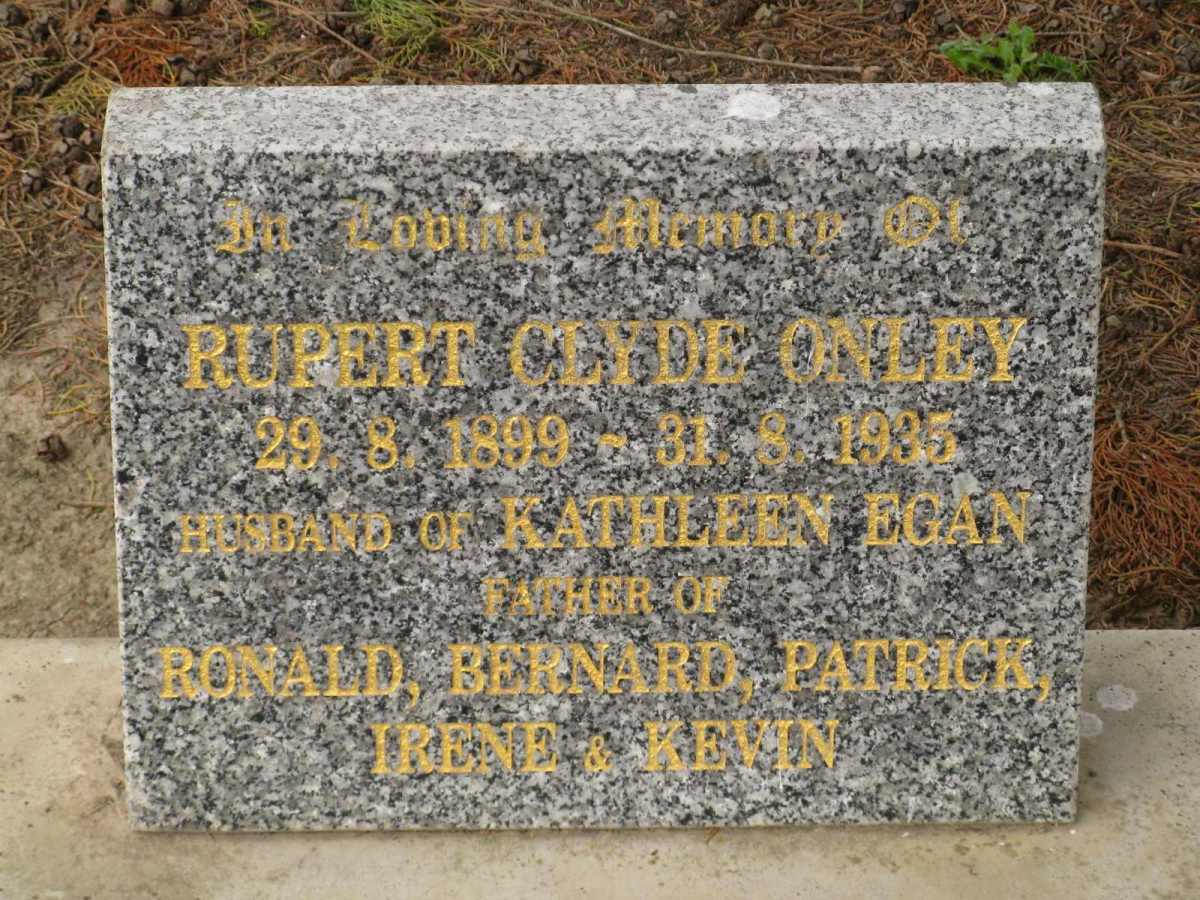 In Loving Memory Of
RUPERT CLYDE ONLEY
29. 8. 1899 ~ 31. 8. 1935
HUSBAND OF KATHLEEN EGAN
FATHER OF
RONALD, BERNARD, PATRICK,
IRENE & KEVIN